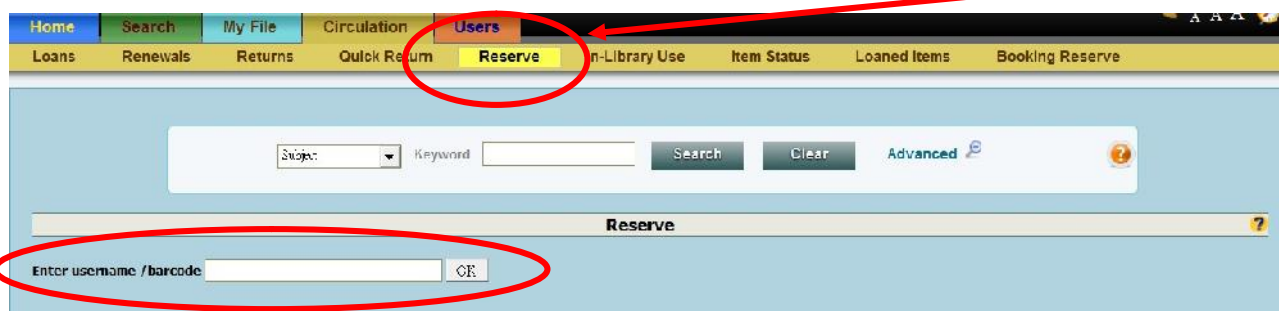 A A A
Home Search My File Circulation Users
Loans Renewals Returns Quick Return Reserve n-Library Use Item Status Loaned Items Booking Reserve
Subject Keyword Search Clear Advanced ?
Reserve ?
Enter username /barcode OK